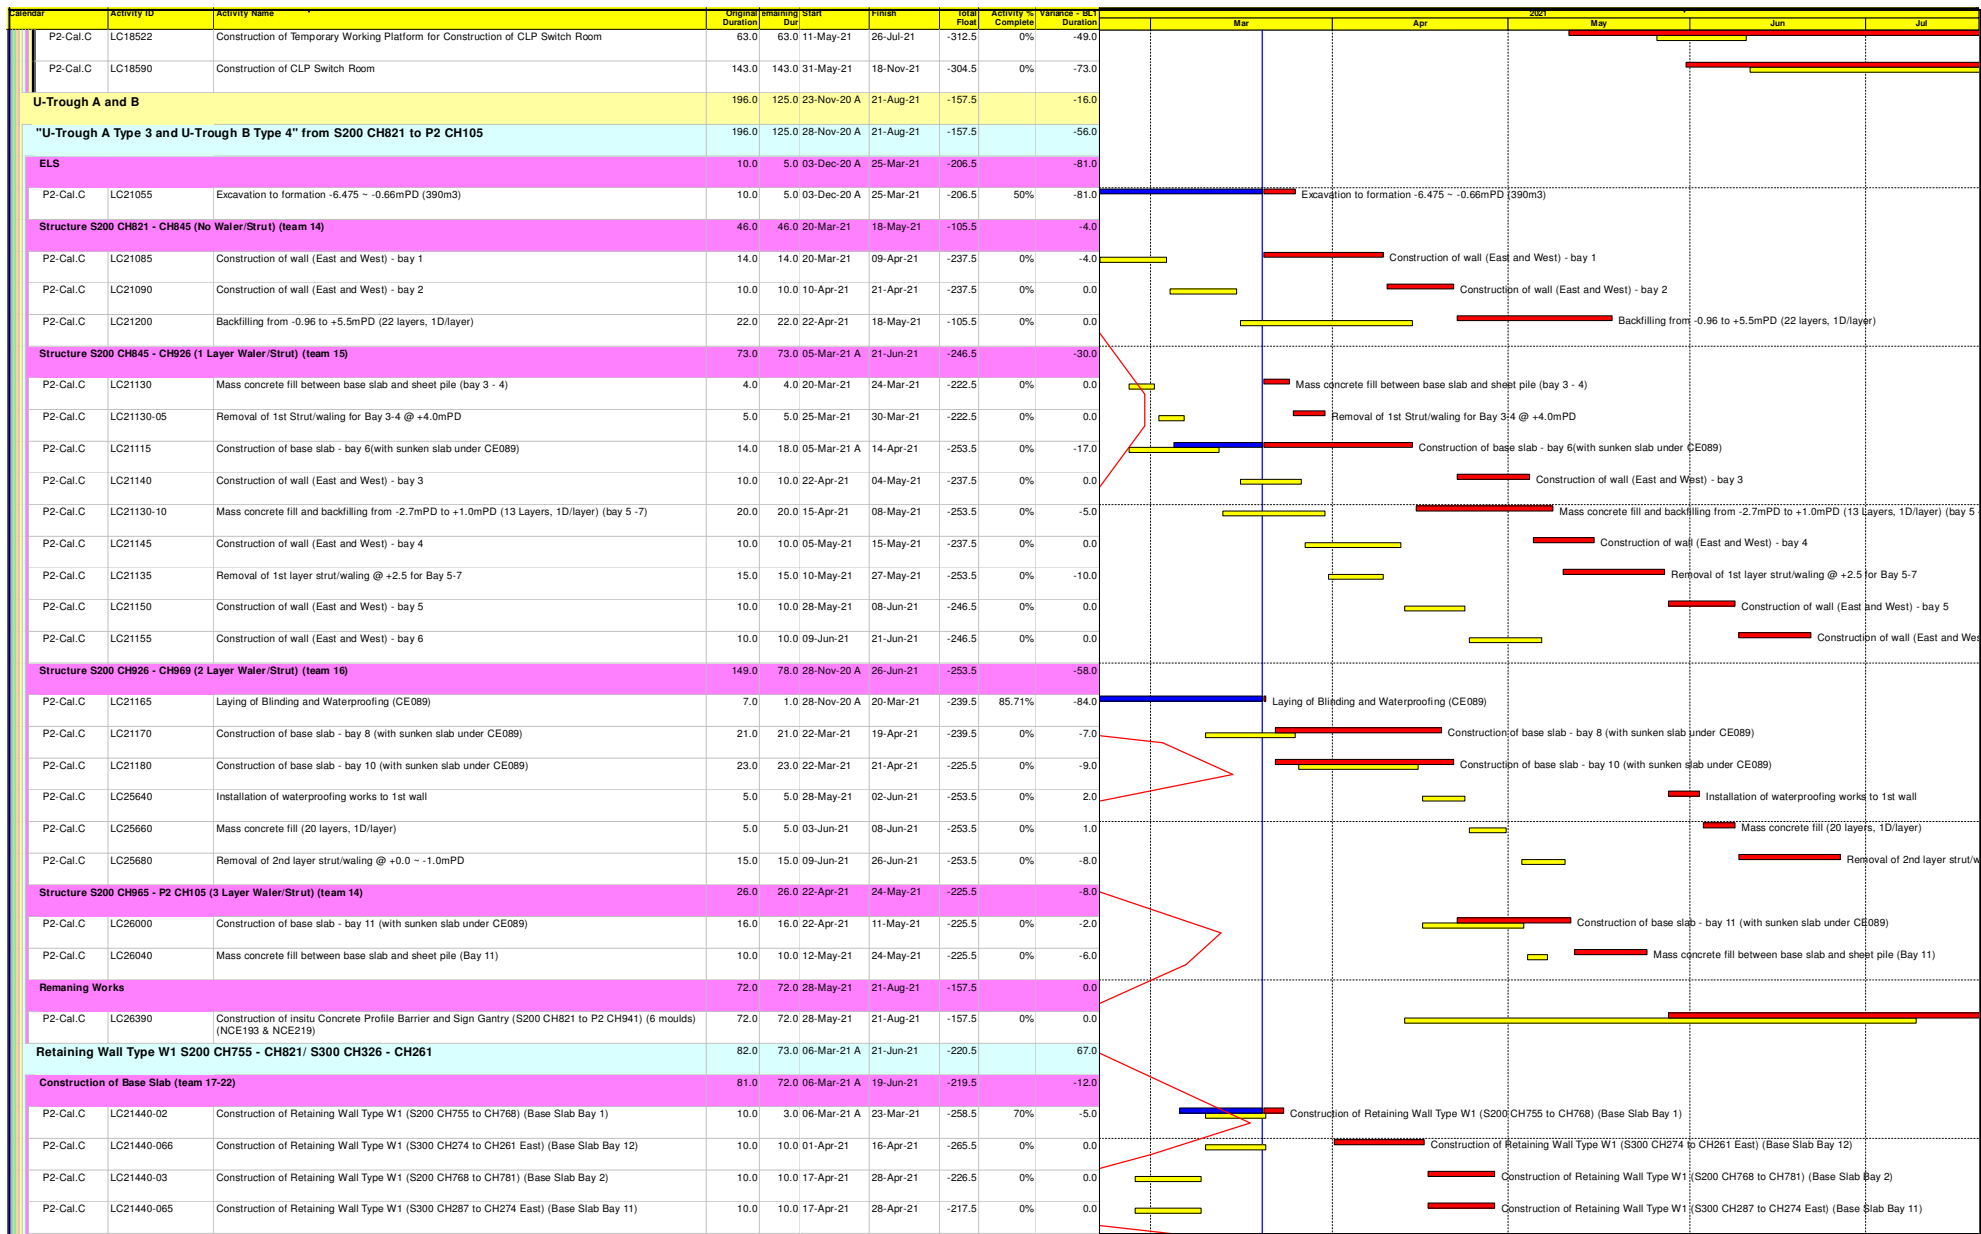 Calendar Activity ID Activity Name Original Duration emaining Dur Start Finish Total Float Activity % Complete Variance - BL1 Duration 2021
Mar Apr May Jun Jul
P2-Cal.C LC18522 Construction of Temporary Working Platform for Construction of CLP Switch Room 63.0 63.0 11-May-21 26-Jul-21 -312.5 0% -49.0
P2-Cal.C LC18590 Construction of CLP Switch Room 143.0 143.0 31-May-21 18-Nov-21 -304.5 0% -73.0
U-Trough A and B 196.0 125.0 23-Nov-20 A 21-Aug-21 -157.5 -16.0
"U-Trough A Type 3 and U-Trough B Type 4" from S200 CH821 to P2 CH105 196.0 125.0 28-Nov-20 A 21-Aug-21 -157.5 -56.0
ELS 10.0 5.0 03-Dec-20 A 25-Mar-21 -206.5 -81.0
P2-Cal.C LC21055 Excavation to formation -6.475 ~ -0.66mPD (390m3) 10.0 5.0 03-Dec-20 A 25-Mar-21 -206.5 50% -81.0 Excavation to formation -6.475 ~ -0.66mPD (390m3)
Structure S200 CH821 - CH845 (No Waler/Strut) (team 14) 46.0 46.0 20-Mar-21 18-May-21 -105.5 -4.0
P2-Cal.C LC21085 Construction of wall (East and West) - bay 1 14.0 14.0 20-Mar-21 09-Apr-21 -237.5 0% -4.0 Construction of wall (East and West) - bay 1
P2-Cal.C LC21090 Construction of wall (East and West) - bay 2 10.0 10.0 10-Apr-21 21-Apr-21 -237.5 0% 0.0 Construction of wall (East and West) - bay 2
P2-Cal.C LC21200 Backfilling from -0.96 to +5.5mPD (22 layers, 1D/layer) 22.0 22.0 22-Apr-21 18-May-21 -105.5 0% 0.0 Backfilling from -0.96 to +5.5mPD (22 layers, 1D/layer)
Structure S200 CH845 - CH926 (1 Layer Waler/Strut) (team 15) 73.0 73.0 05-Mar-21 A 21-Jun-21 -246.5 -30.0
P2-Cal.C LC21130 Mass concrete fill between base slab and sheet pile (bay 3 - 4) 4.0 4.0 20-Mar-21 24-Mar-21 -222.5 0% 0.0 Mass concrete fill between base slab and sheet pile (bay 3 - 4)
P2-Cal.C LC21130-05 Removal of 1st Strut/waling for Bay 3-4 @ +4.0mPD 5.0 5.0 25-Mar-21 30-Mar-21 -222.5 0% 0.0 Removal of 1st Strut/waling for Bay 3-4 @ +4.0mPD
P2-Cal.C LC21115 Construction of base slab - bay 6(with sunken slab under CE089) 14.0 18.0 05-Mar-21 A 14-Apr-21 -253.5 0% -17.0 Construction of base slab - bay 6(with sunken slab under CE089)
P2-Cal.C LC21140 Construction of wall (East and West) - bay 3 10.0 10.0 22-Apr-21 04-May-21 -237.5 0% 0.0 Construction of wall (East and West) - bay 3
P2-Cal.C LC21130-10 Mass concrete fill and backfilling from -2.7mPD to +1.0mPD (13 Layers, 1D/layer) (bay 5 -7) 20.0 20.0 15-Apr-21 08-May-21 -253.5 0% -5.0 Mass concrete fill and backfilling from -2.7mPD to +1.0mPD (13 Layers, 1D/layer) (bay 5 -
P2-Cal.C LC21145 Construction of wall (East and West) - bay 4 10.0 10.0 05-May-21 15-May-21 -237.5 0% 0.0 Construction of wall (East and West) - bay 4
P2-Cal.C LC21135 Removal of 1st layer strut/waling @ +2.5 for Bay 5-7 15.0 15.0 10-May-21 27-May-21 -253.5 0% -10.0 Removal of 1st layer strut/waling @ +2.5 for Bay 5-7
P2-Cal.C LC21150 Construction of wall (East and West) - bay 5 10.0 10.0 28-May-21 08-Jun-21 -246.5 0% 0.0 Construction of wall (East and West) - bay 5
P2-Cal.C LC21155 Construction of wall (East and West) - bay 6 10.0 10.0 09-Jun-21 21-Jun-21 -246.5 0% 0.0 Construction of wall (East and Wes
Structure S200 CH926 - CH969 (2 Layer Waler/Strut) (team 16) 149.0 78.0 28-Nov-20 A 26-Jun-21 -253.5 -58.0
P2-Cal.C LC21165 Laying of Blinding and Waterproofing (CE089) 7.0 1.0 28-Nov-20 A 20-Mar-21 -239.5 85.71% -84.0 Laying of Blinding and Waterproofing (CE089)
P2-Cal.C LC21170 Construction of base slab - bay 8 (with sunken slab under CE089) 21.0 21.0 22-Mar-21 19-Apr-21 -239.5 0% -7.0 Construction of base slab - bay 8 (with sunken slab under CE089)
P2-Cal.C LC21180 Construction of base slab - bay 10 (with sunken slab under CE089) 23.0 23.0 22-Mar-21 21-Apr-21 -225.5 0% -9.0 Construction of base slab - bay 10 (with sunken slab under CE089)
P2-Cal.C LC25640 Installation of waterproofing works to 1st wall 5.0 5.0 28-May-21 02-Jun-21 -253.5 0% 2.0 Installation of waterproofing works to 1st wall
P2-Cal.C LC25660 Mass concrete fill (20 layers, 1D/layer) 5.0 5.0 03-Jun-21 08-Jun-21 -253.5 0% 1.0 Mass concrete fill (20 layers, 1D/layer)
P2-Cal.C LC25680 Removal of 2nd layer strut/waling @ +0.0 ~ -1.0mPD 15.0 15.0 09-Jun-21 26-Jun-21 -253.5 0% -8.0 Removal of 2nd layer strut/w
Structure S200 CH965 - P2 CH105 (3 Layer Waler/Strut) (team 14) 26.0 26.0 22-Apr-21 24-May-21 -225.5 -8.0
P2-Cal.C LC26000 Construction of base slab - bay 11 (with sunken slab under CE089) 16.0 16.0 22-Apr-21 11-May-21 -225.5 0% -2.0 Construction of base slab - bay 11 (with sunken slab under CE089)
P2-Cal.C LC26040 Mass concrete fill between base slab and sheet pile (Bay 11) 10.0 10.0 12-May-21 24-May-21 -225.5 0% -6.0 Mass concrete fill between base slab and sheet pile (Bay 11)
Remaning Works 72.0 72.0 28-May-21 21-Aug-21 -157.5 0.0
P2-Cal.C LC26390 Construction of insitu Concrete Profile Barrier and Sign Gantry (S200 CH821 to P2 CH941) (6 moulds) 72.0 72.0 28-May-21 21-Aug-21 -157.5 0% 0.0
(NCE193 & NCE219)
Retaining Wall Type W1 S200 CH755 - CH821/ S300 CH326 - CH261 82.0 73.0 06-Mar-21 A 21-Jun-21 -220.5 67.0
Construction of Base Slab (team 17-22) 81.0 72.0 06-Mar-21 A 19-Jun-21 -219.5 -12.0
P2-Cal.C LC21440-02 Construction of Retaining Wall Type W1 (S200 CH755 to CH768) (Base Slab Bay 1) 10.0 3.0 06-Mar-21 A 23-Mar-21 -258.5 70% -5.0 Construction of Retaining Wall Type W1 (S200 CH755 to CH768) (Base Slab Bay 1)
P2-Cal.C LC21440-066 Construction of Retaining Wall Type W1 (S300 CH274 to CH261 East) (Base Slab Bay 12) 10.0 10.0 01-Apr-21 16-Apr-21 -265.5 0% 0.0 Construction of Retaining Wall Type W1 (S300 CH274 to CH261 East) (Base Slab Bay 12)
P2-Cal.C LC21440-03 Construction of Retaining Wall Type W1 (S200 CH768 to CH781) (Base Slab Bay 2) 10.0 10.0 17-Apr-21 28-Apr-21 -226.5 0% 0.0 Construction of Retaining Wall Type W1 (S200 CH768 to CH781) (Base Slab Bay 2)
P2-Cal.C LC21440-065 Construction of Retaining Wall Type W1 (S300 CH287 to CH274 East) (Base Slab Bay 11) 10.0 10.0 17-Apr-21 28-Apr-21 -217.5 0% 0.0 Construction of Retaining Wall Type W1 (S300 CH287 to CH274 East) (Base Slab Bay 11)